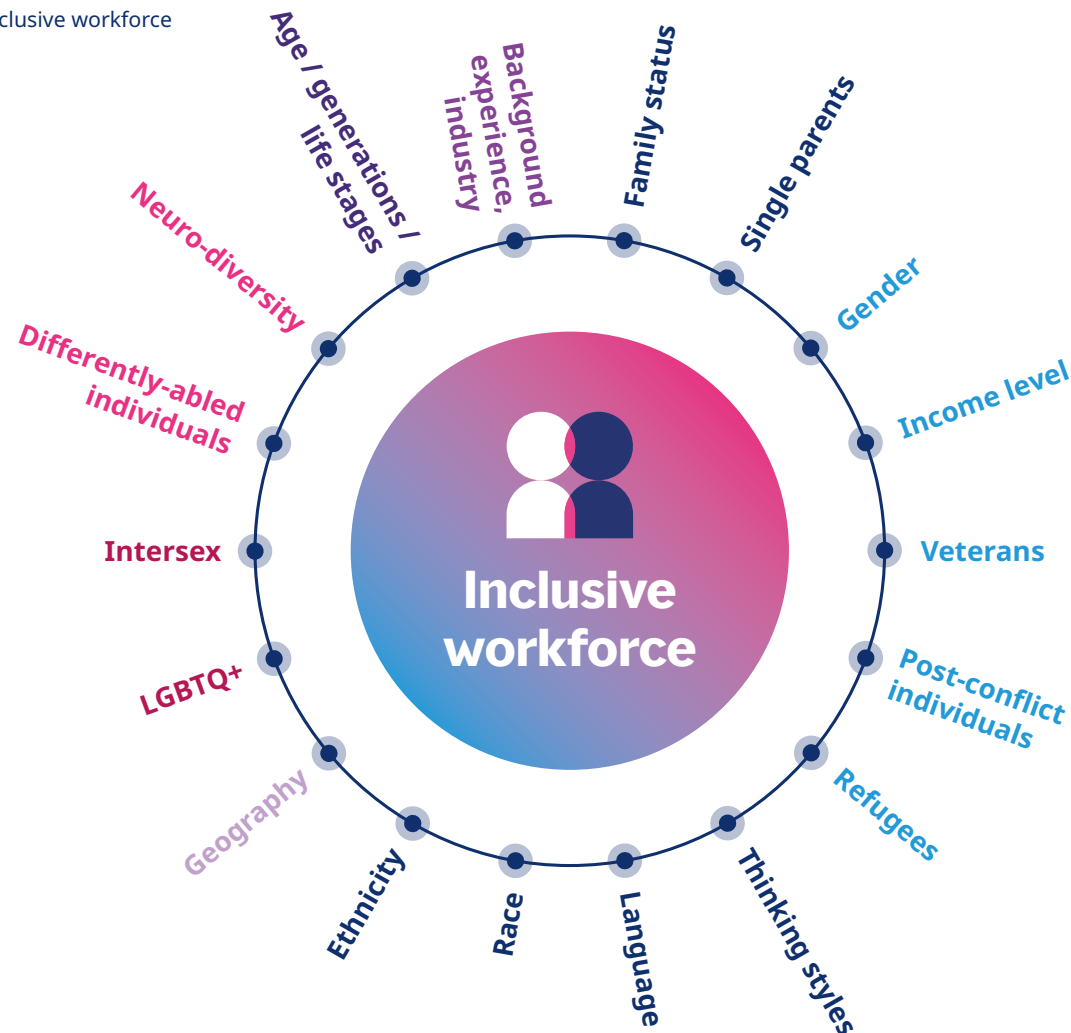 clusive workforce
Family status
Single parents
Gender
Income level
Veterans
Post-conflict
individuals
Refugees
Thinking styles
Language
Race
Ethnicity
Geography
LGBTQ+
Intersex
Differently-abled
individuals
Neuro-diversity
Age / generations /
life stages
Background
experience,
industry
Inclusive
workforce